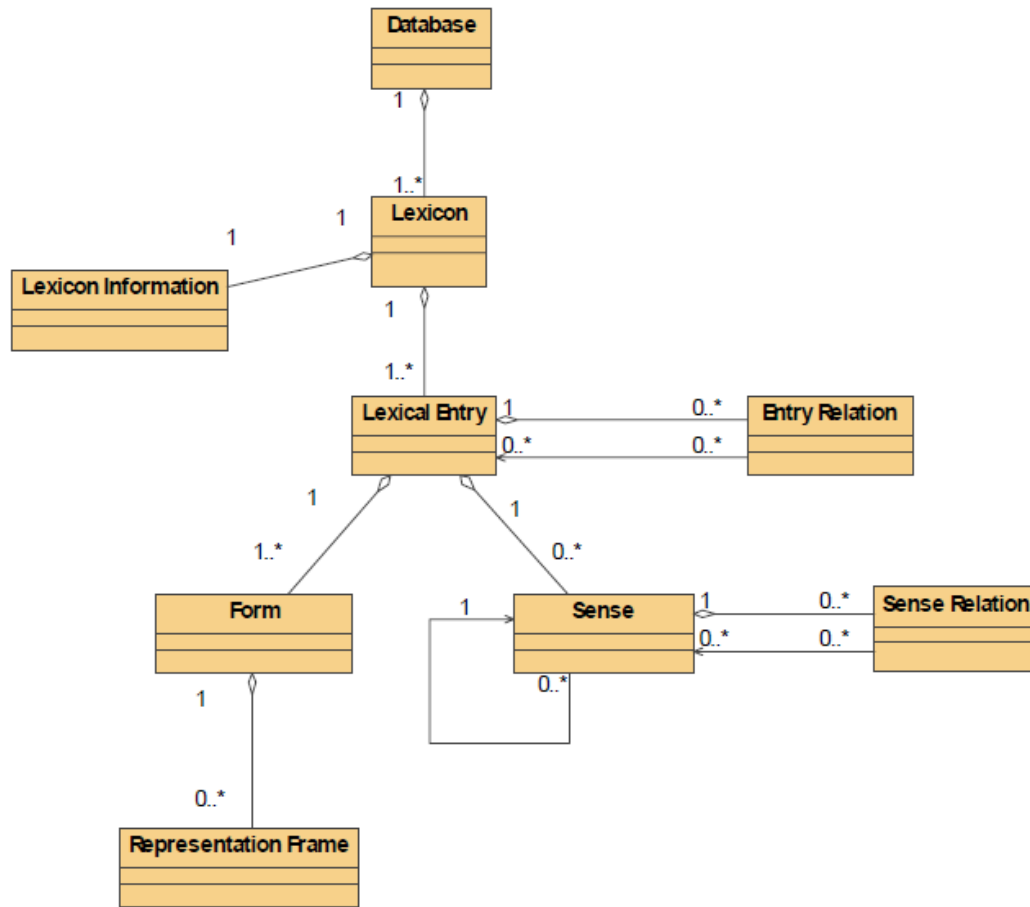 Database
1
1..*
Lexicon
1
1
Lexicon Information
1
1..*
Lexical Entry
1
0..*
Entry Relation
0..*
0..*
1
1
1..*
0..*
Form
1
Sense
1
0..*
Sense Relation
0..*
0..*
0..*
1
0..*
Representation Frame